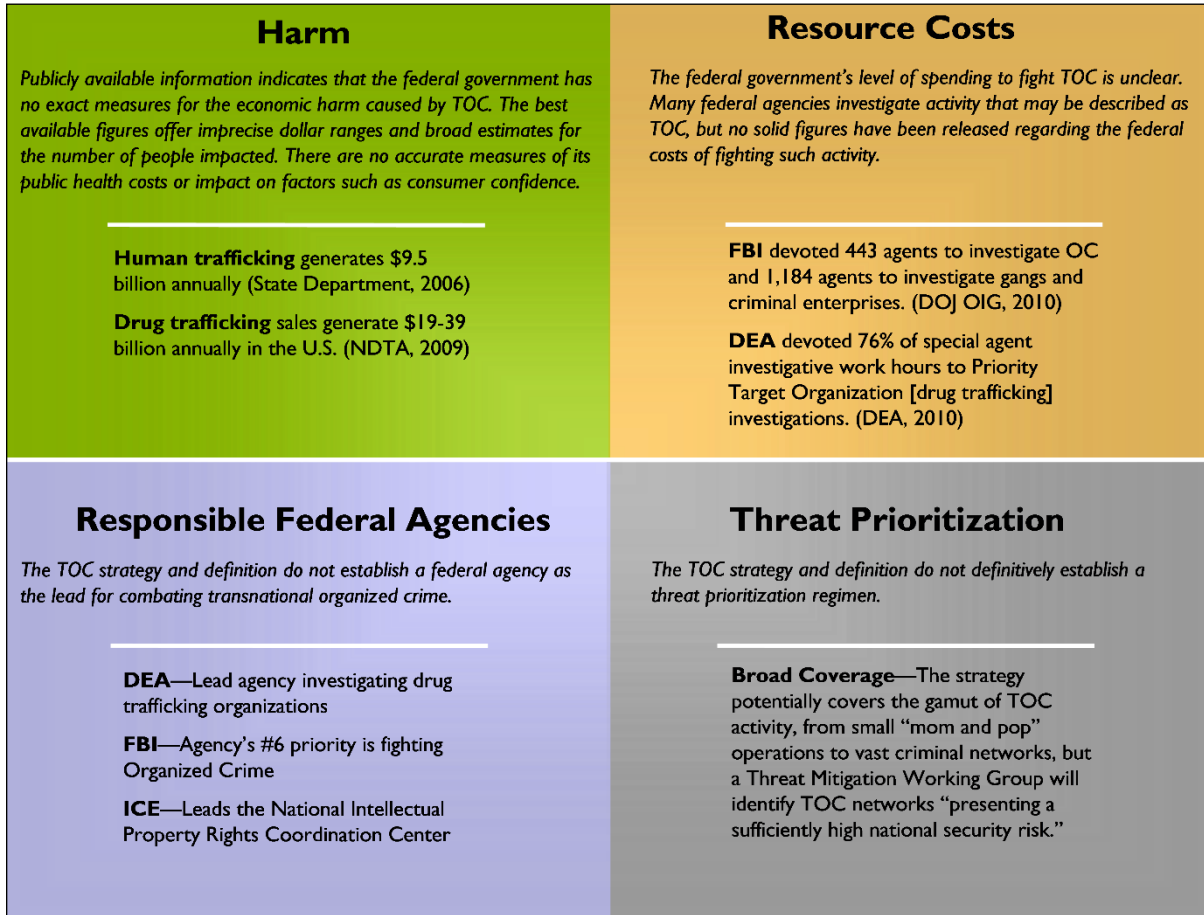 Harm
Publicly available information indicates that the federal government has
no exact measures for the economic harm caused by TOC. The best
available figures offer imprecise dollar ranges and broad estimates for
the number of people impacted. There are no accurate measures of its
public health costs or impact on factors such as consumer confidence.
Human trafficking generates $9.5
billion annually (State Department, 2006)
Drug trafficking sales generate $19-39
billion annually in the U.S. (NDTA, 2009)
Resource Costs
The federal government's level of spending to fight TOC is unclear.
Many federal agencies investigate activity that may be described as
TOC, but no solid figures have been released regarding the federal
costs of fighting such activity.
FBI devoted 443 agents to investigate OC
and 1,184 agents to investigate gangs and
criminal enterprises. (DOJ OIG, 2010)
DEA devoted 76% of special agent
investigative work hours to Priority
Target Organization [drug trafficking]
investigations. (DEA, 2010)
Responsible Federal Agencies
The TOC strategy and definition do not establish a federal agency as
the lead for combating transnational organized crime.
DEA—Lead agency investigating drug
trafficking organizations
FBI—Agency's #6 priority is fighting
Organized Crime
ICE—Leads the National Intellectual
Property Rights Coordination Center
Threat Prioritization
The TOC strategy and definition do not definitively establish a
threat prioritization regimen.
Broad Coverage—The strategy
potentially covers the gamut of TOC
activity, from small "mom and pop"
operations to vast criminal networks, but
a Threat Mitigation Working Group will
identify TOC networks "presenting a
sufficiently high national security risk."